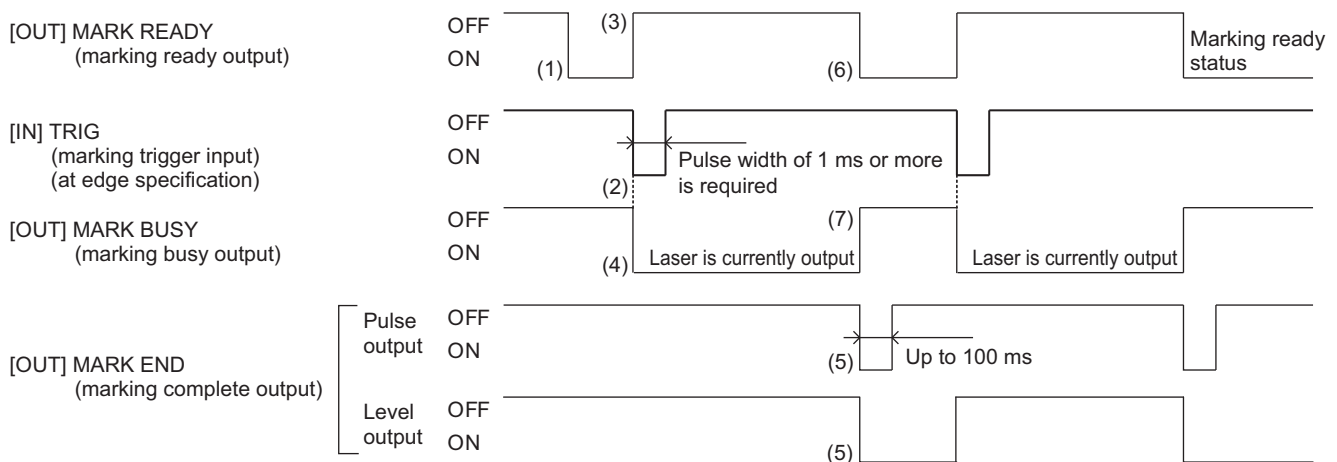 [OUT] MARK READY
(marking ready output)
OFF
ON
(1)
(3)
(6)
Marking ready
status
[IN] TRIG
(marking trigger input)
(at edge specification)
OFF
ON
(2)
Pulse width of 1 ms or more
is required
[OUT] MARK BUSY
(marking busy output)
OFF
ON
(4)
Laser is currently output
(7)
Laser is currently output
[OUT] MARK END
(marking complete output)
Pulse
output
OFF
ON
(5)
Up to 100 ms
Level
output
OFF
ON
(5)